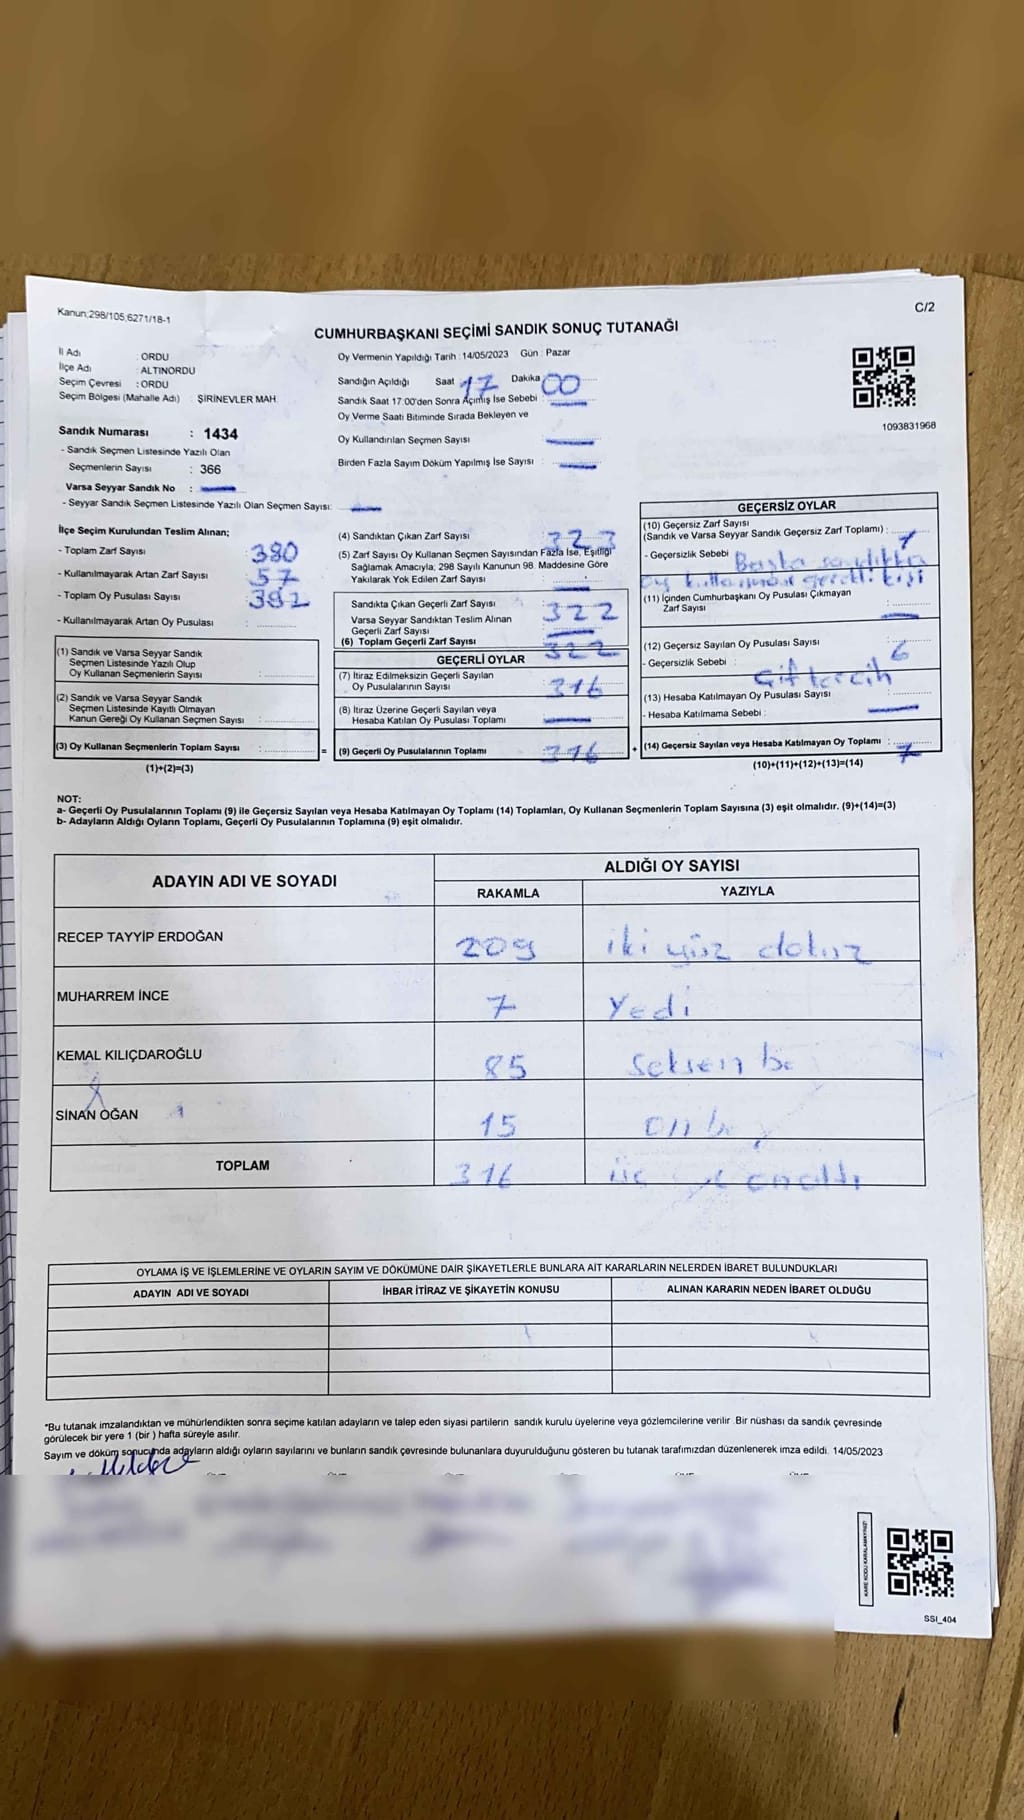 Kanun;298/105,6271/18-1
C/2
CUMHURBAŞKANI SEÇİMİ SANDIK SONUÇ TUTANAĞI
İl Adı : ORDU
İlçe Adı : ALTINORDU
Seçim Çevresi : ORDU
Seçim Bölgesi (Mahalle Adı) : ŞİRİNEVLER MAH.
Sandık Numarası : 1434
- Sandık Seçmen Listesinde Yazılı Olan
Seçmenlerin Sayısı : 366
Varsa Seyyar Sandık No :
- Seyyar Sandık Seçmen Listesinde Yazılı Olan Seçmen Sayısı:
Oy Vermenin Yapıldığı Tarih : 14/05/2023 Gün : Pazar
Sandığın Açıldığı Saat 17 Dakika 00
Sandık Saat 17:00'den Sonra Açılmış İse Sebebi :
Oy Verme Saati Bitiminde Sırada Bekleyen ve
Oy Kullandırılan Seçmen Sayısı :
Birden Fazla Sayım Döküm Yapılmış İse Sayısı :
1093831968
İlçe Seçim Kurulundan Teslim Alınan;
- Toplam Zarf Sayısı : 380
- Kullanılmayarak Artan Zarf Sayısı : 57
- Toplam Oy Pusulası Sayısı : 382
- Kullanılmayarak Artan Oy Pusulası :
(1) Sandık ve Varsa Seyyar Sandık
Seçmen Listesinde Yazılı Olup
Oy Kullanan Seçmenlerin Sayısı :
(2) Sandık ve Varsa Seyyar Sandık
Seçmen Listesinde Kayıtlı Olmayan
Kanun Gereği Oy Kullanan Seçmen Sayısı :
(3) Oy Kullanan Seçmenlerin Toplam Sayısı : =
(1)+(2)=(3)
(4) Sandıktan Çıkan Zarf Sayısı : 323
(5) Zarf Sayısı Oy Kullanan Seçmen Sayısından Fazla İse, Eşitliği
Sağlamak Amacıyla, 298 Sayılı Kanunun 98. Maddesine Göre
Yakılarak Yok Edilen Zarf Sayısı :
Sandıkta Çıkan Geçerli Zarf Sayısı : 322
Varsa Seyyar Sandıktan Teslim Alınan
Geçerli Zarf Sayısı :
(6) Toplam Geçerli Zarf Sayısı : 322
GEÇERLİ OYLAR
(7) İtiraz Edilmeksizin Geçerli Sayılan
Oy Pusulalarının Sayısı : 316
(8) İtiraz Üzerine Geçerli Sayılan veya
Hesaba Katılan Oy Pusulası Toplamı :
(9) Geçerli Oy Pusulalarının Toplamı : 316 +
GEÇERSİZ OYLAR
(10) Geçersiz Zarf Sayısı
(Sandık ve Varsa Seyyar Sandık Geçersiz Zarf Toplamı) : 1
- Geçersizlik Sebebi : Başka sandıkta
oy kullanması gerekli kişi
(11) İçinden Cumhurbaşkanı Oy Pusulası Çıkmayan
Zarf Sayısı :
(12) Geçersiz Sayılan Oy Pusulası Sayısı : 6
- Geçersizlik Sebebi : Çift tercih
(13) Hesaba Katılmayan Oy Pusulası Sayısı :
- Hesaba Katılmama Sebebi :
(14) Geçersiz Sayılan veya Hesaba Katılmayan Oy Toplamı : 7
(10)+(11)+(12)+(13)=(14)
NOT:
a- Geçerli Oy Pusulalarının Toplamı (9) ile Geçersiz Sayılan veya Hesaba Katılmayan Oy Toplamı (14) Toplamları, Oy Kullanan Seçmenlerin Toplam Sayısına (3) eşit olmalıdır. (9)+(14)=(3)
b- Adayların Aldığı Oyların Toplamı, Geçerli Oy Pusulalarının Toplamına (9) eşit olmalıdır.
ADAYIN ADI VE SOYADI
ALDIĞI OY SAYISI
RAKAMLA YAZIYLA
RECEP TAYYİP ERDOĞAN 209 iki yüz dokuz
MUHARREM İNCE 7 Yedi
KEMAL KILIÇDAROĞLU 85 Seksen be
SİNAN OĞAN 15 on be
TOPLAM 316 üç onaltı
OYLAMA İŞ VE İŞLEMLERİNE VE OYLARIN SAYIM VE DÖKÜMÜNE DAİR ŞİKAYETLERLE BUNLARA AİT KARARLARIN NELERDEN İBARET BULUNDUKLARI
ADAYIN ADI VE SOYADI İHBAR İTİRAZ VE ŞİKAYETİN KONUSU ALINAN KARARIN NEDEN İBARET OLDUĞU
*Bu tutanak imzalandıktan ve mühürlendikten sonra seçime katılan adayların ve talep eden siyasi partilerin sandık kurulu üyelerine veya gözlemcilerine verilir .Bir nüshası da sandık çevresinde
görülecek bir yere 1 (bir ) hafta süreyle asılır.
Sayım ve döküm sonucunda adayların aldığı oyların sayılarını ve bunların sandık çevresinde bulunanlara duyurulduğunu gösteren bu tutanak tarafımızdan düzenlenerek imza edildi. 14/05/2023
KARE KODU KARALAMAYINIZ!
SSI_404